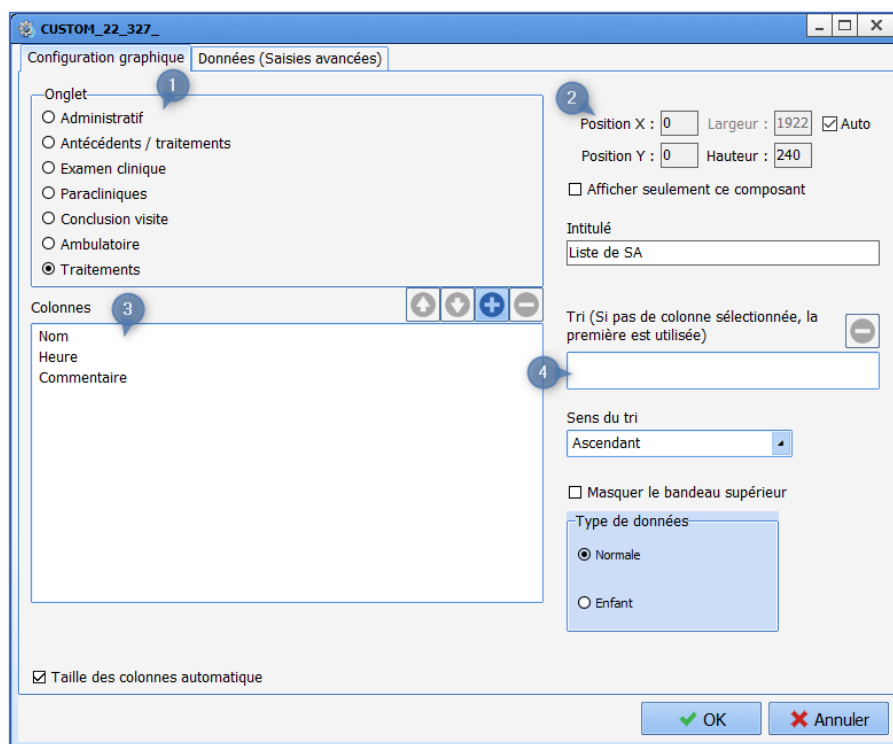 CUSTOM_22_327_
Configuration graphique
Données (Saisies avancées)
1
Onglet
Administratif
Antécédents / traitements
Examen clinique
Paracliniques
Conclusion visite
Ambulatoire
Traitements
Colonnes
3
Nom
Heure
Commentaire
Taille des colonnes automatique
2
Position X : 0 Largeur : 1922 Auto
Position Y : 0 Hauteur : 240
Afficher seulement ce composant
Intitulé
Liste de SA
Tri (Si pas de colonne sélectionnée, la
première est utilisée)
4
Sens du tri
Ascendant
Masquer le bandeau supérieur
Type de données
Normale
Enfant
OK
Annuler